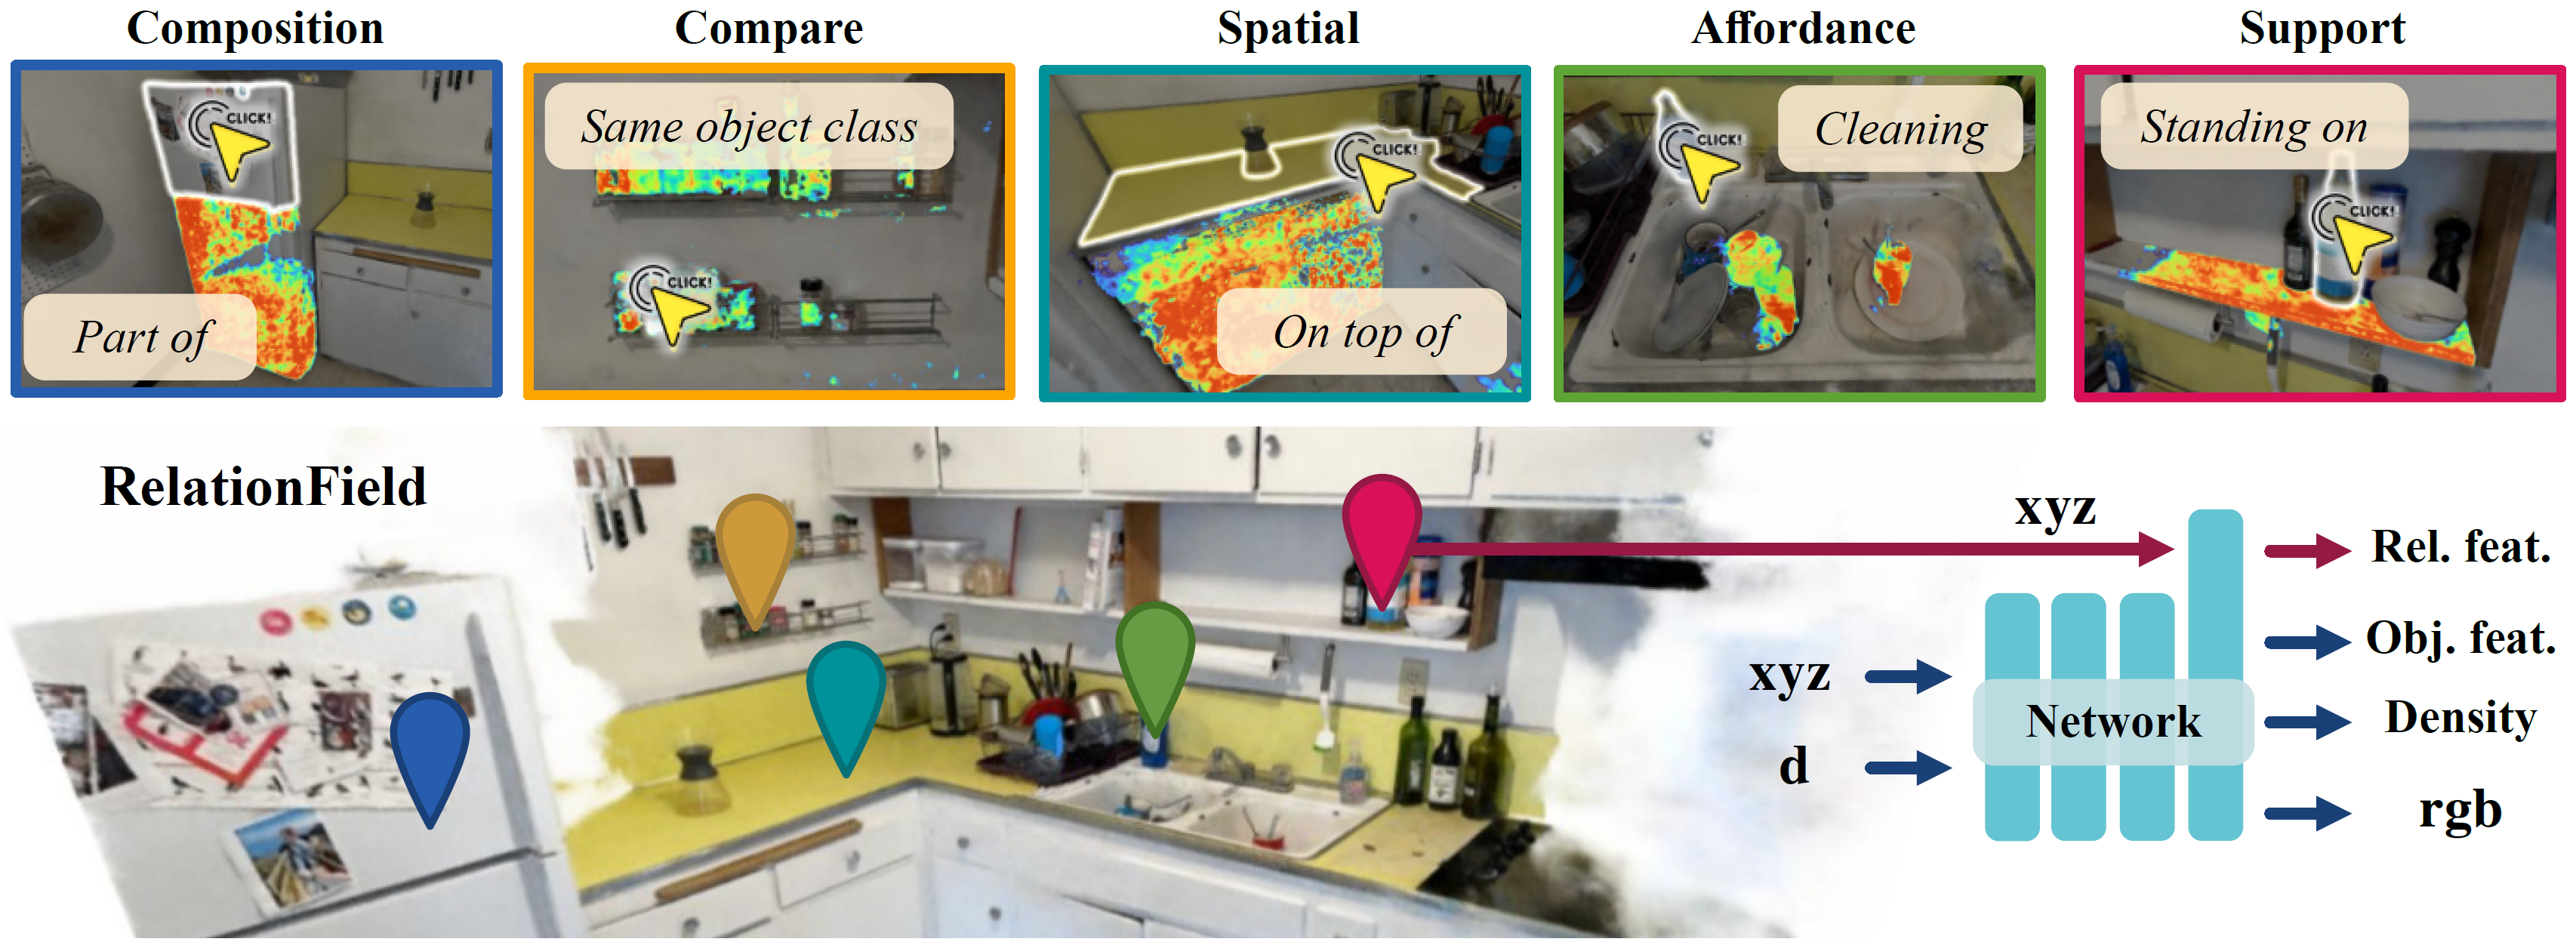 Composition
Compare
Spatial
Affordance
Support
CLICK!
Part of
Same object class
CLICK!
CLICK!
On top of
CLICK!
Cleaning
Standing on
CLICK!
RelationField
xyz
Rel. feat.
Obj. feat.
xyz
Network
Density
d
rgb